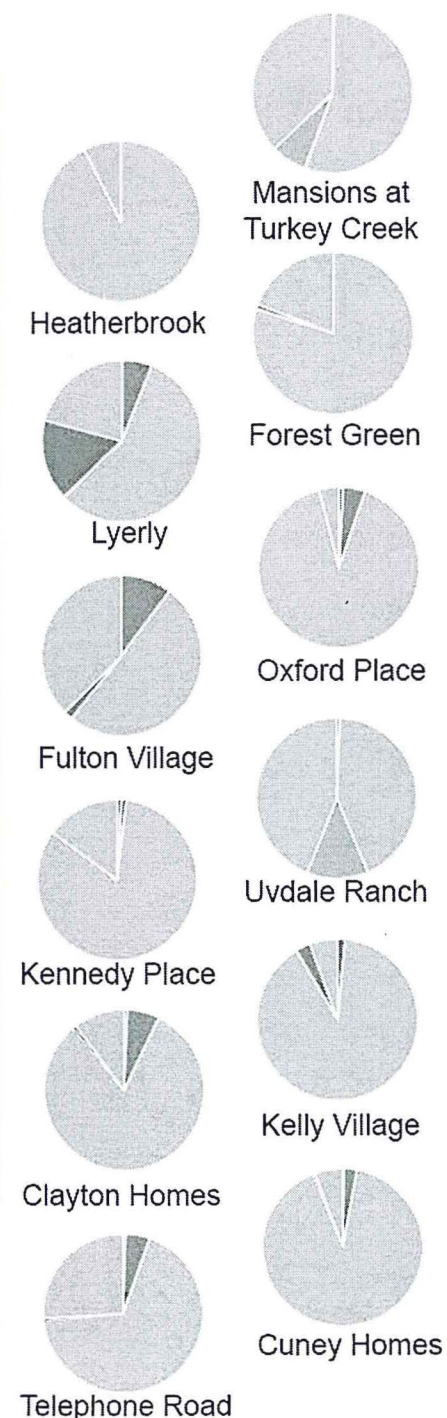 Mansions at
Turkey Creek
Heatherbrook
Forest Green
Lyerly
Oxford Place
Fulton Village
Uvdale Ranch
Kennedy Place
Kelly Village
Clayton Homes
Cuney Homes
Telephone Road